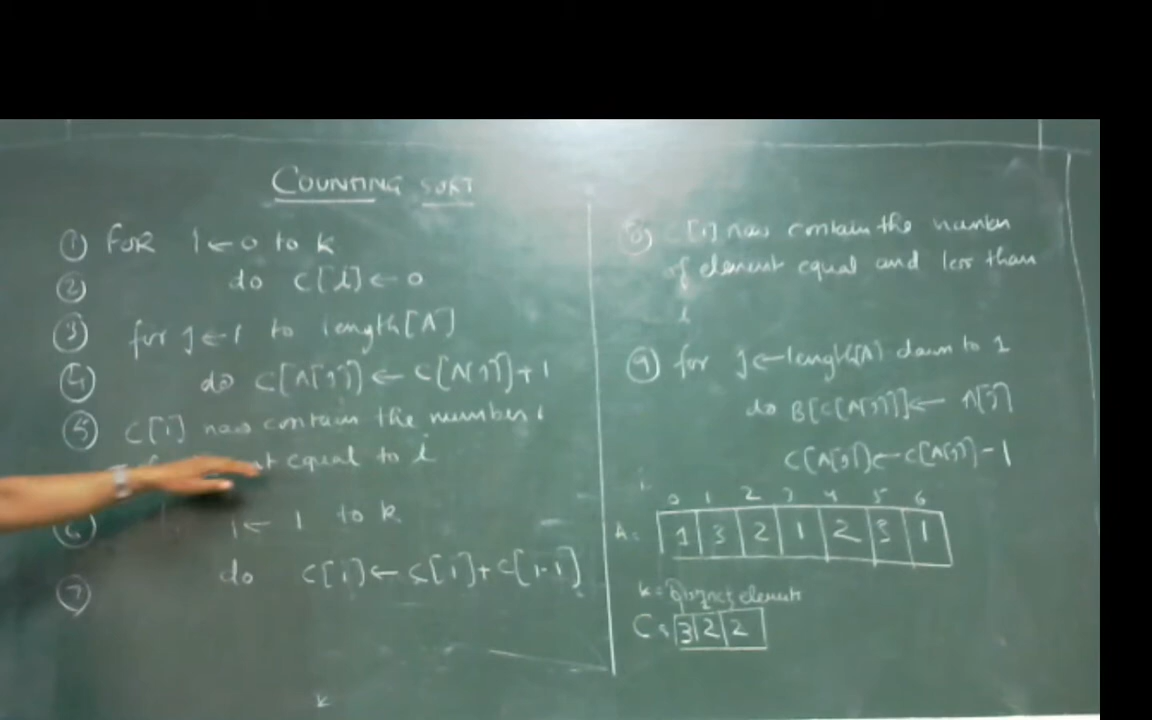 COUNTING SORT
① FOR i ← 0 to k
② do C[i] ← 0
③ for j ← 1 to length[A]
④ do C[A[j]] ← C[A[j]] + 1
⑤ C[i] now contain the number
equal to i
⑥ i ← 1 to k
⑦ do C[i] ← C[i] + C[i-1]
k
⑧ C[i] now contain the number
of element equal and less than
i
⑨ for j ← length[A] down to 1
do B[C[A[j]]] ← A[j]
C[A[j]] ← C[A[j]] - 1
i 0 1 2 3 4 5 6
A = 1 3 2 1 2 3 1
k = distinct elements
C = 3 2 2